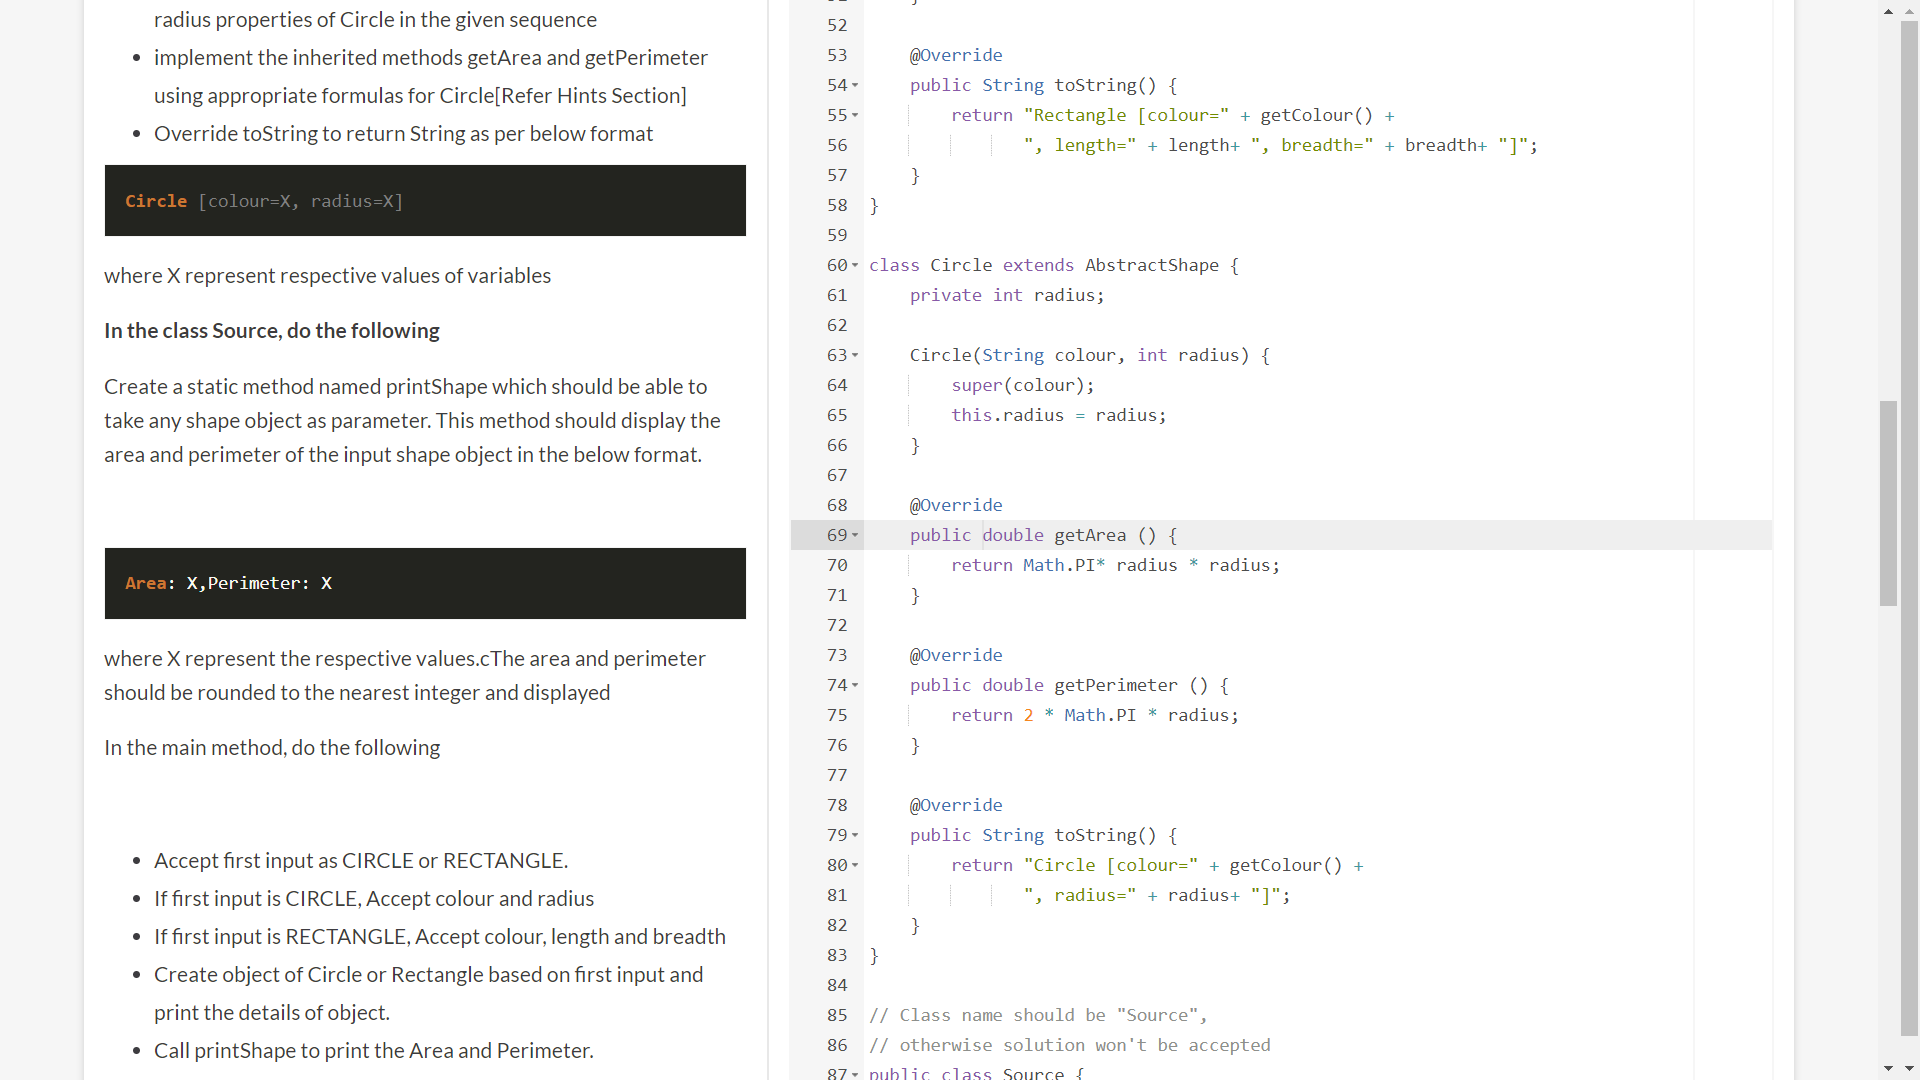 radius properties of Circle in the given sequence
• implement the inherited methods getArea and getPerimeter
using appropriate formulas for Circle[Refer Hints Section]
• Override toString to return String as per below format
Circle [colour=X, radius=X]
where X represent respective values of variables
In the class Source, do the following
Create a static method named printShape which should be able to
take any shape object as parameter. This method should display the
area and perimeter of the input shape object in the below format.
Area: X,Perimeter: X
where X represent the respective values.cThe area and perimeter
should be rounded to the nearest integer and displayed
In the main method, do the following
• Accept first input as CIRCLE or RECTANGLE.
• If first input is CIRCLE, Accept colour and radius
• If first input is RECTANGLE, Accept colour, length and breadth
• Create object of Circle or Rectangle based on first input and
print the details of object.
• Call printShape to print the Area and Perimeter.
52
53     @Override
54     public String toString() {
55         return "Rectangle [colour=" + getColour() +
56                ", length=" + length+ ", breadth=" + breadth+ "]";
57     }
58 }
59
60 class Circle extends AbstractShape {
61     private int radius;
62
63     Circle(String colour, int radius) {
64         super(colour);
65         this.radius = radius;
66     }
67
68     @Override
69     public double getArea () {
70         return Math.PI* radius * radius;
71     }
72
73     @Override
74     public double getPerimeter () {
75         return 2 * Math.PI * radius;
76     }
77
78     @Override
79     public String toString() {
80         return "Circle [colour=" + getColour() +
81                ", radius=" + radius+ "]";
82     }
83 }
84
85 // Class name should be "Source",
86 // otherwise solution won't be accepted
87 public class Source {